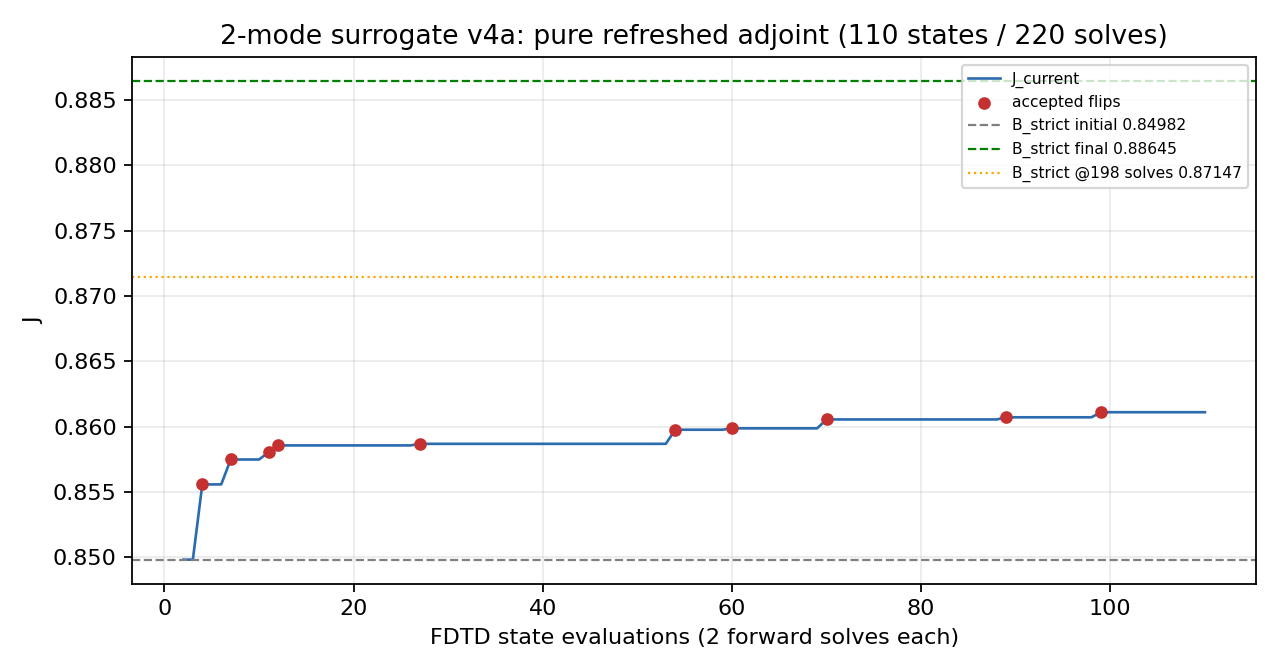 2-mode surrogate v4a: pure refreshed adjoint (110 states / 220 solves)
J_current
accepted flips
B_strict initial 0.84982
B_strict final 0.88645
B_strict @198 solves 0.87147
J
0.885
0.880
0.875
0.870
0.865
0.860
0.855
0.850
0 20 40 60 80 100
FDTD state evaluations (2 forward solves each)